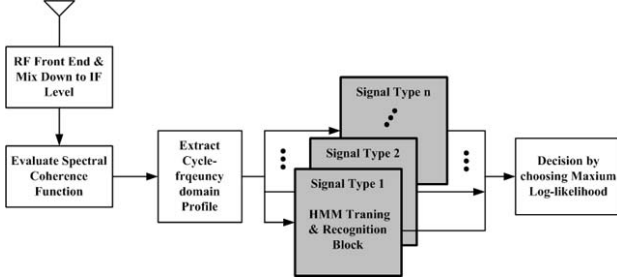 RF Front End &
Mix Down to IF
Level
Evaluate Spectral
Coherence
Function
Extract
Cycle-
frqeuncy
domain
Profile
Signal Type n
Signal Type 2
Signal Type 1
HMM Traning
& Recognition
Block
Decision by
choosing Maxium
Log-likelihood